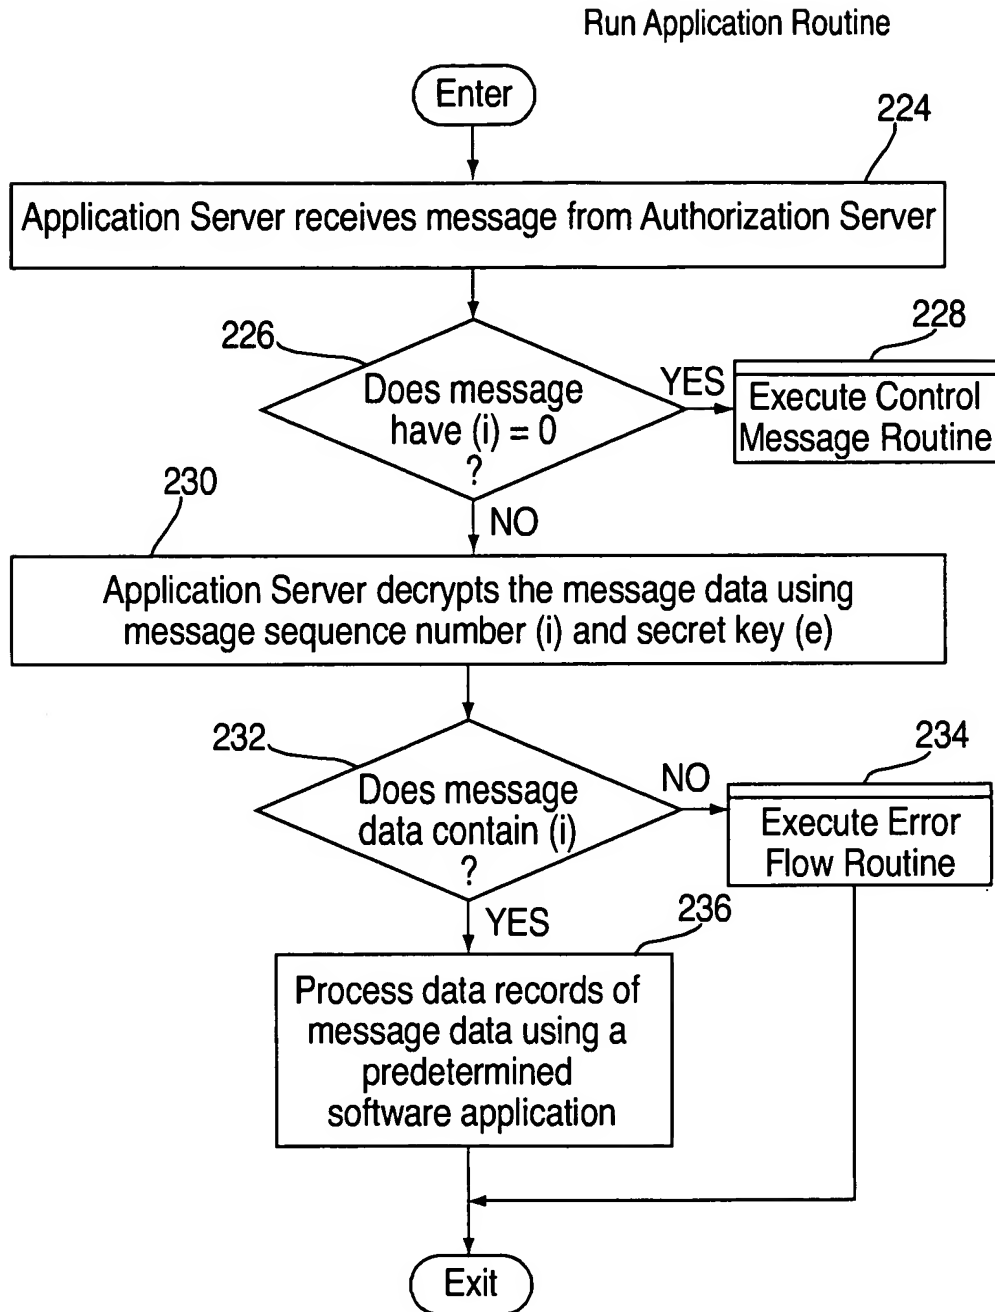 Run Application Routine
Enter
224
Application Server receives message from Authorization Server
226
Does message
have (i) = 0
?
YES
228
Execute Control
Message Routine
NO
230
Application Server decrypts the message data using
message sequence number (i) and secret key (e)
232
Does message
data contain (i)
?
NO
234
Execute Error
Flow Routine
YES
236
Process data records of
message data using a
predetermined
software application
Exit